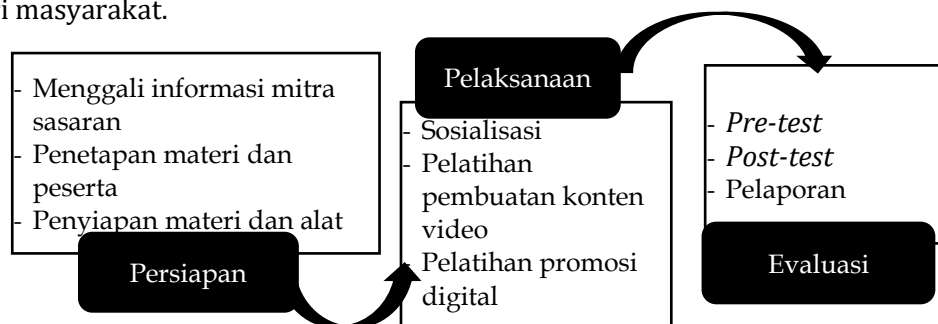 masyarakat.
- Menggali informasi mitra
sasaran
- Penetapan materi dan
peserta
- Penyiapan materi dan alat
Persiapan
Pelaksanaan
- Sosialisasi
- Pelatihan
pembuatan konten
video
- Pelatihan promosi
digital
- Pre-test
- Post-test
- Pelaporan
Evaluasi